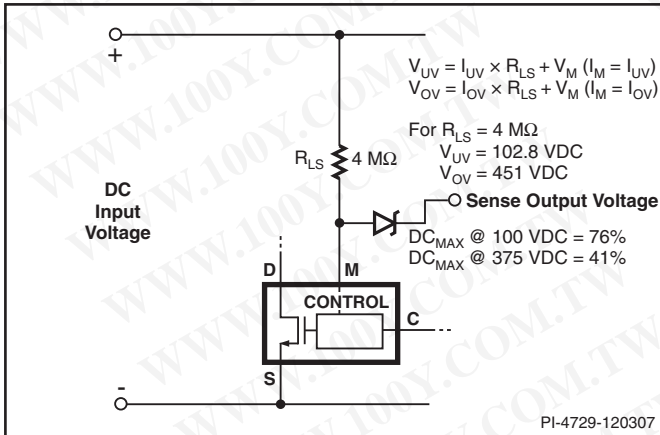 +
V_UV = I_UV × R_LS + V_M (I_M = I_UV)
V_OV = I_OV × R_LS + V_M (I_M = I_OV)
For R_LS = 4 MΩ
V_UV = 102.8 VDC
V_OV = 451 VDC
R_LS 4 MΩ
DC
Input
Voltage
Sense Output Voltage
DC_MAX @ 100 VDC = 76%
DC_MAX @ 375 VDC = 41%
D M
CONTROL
C
S
-
PI-4729-120307
WWW.100Y.COM.TW